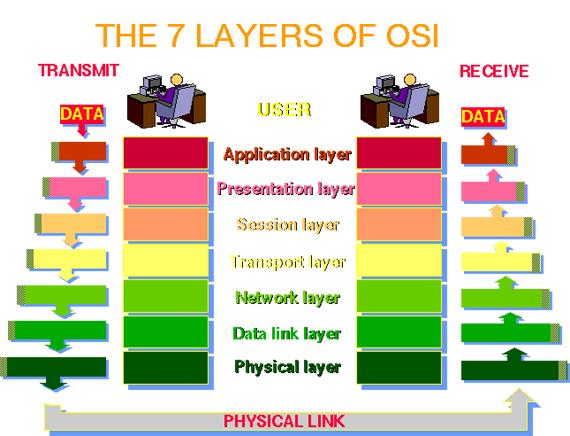 THE 7 LAYERS OF OSI
TRANSMIT
RECEIVE
DATA
USER
DATA
Application layer
Presentation layer
Session layer
Transport layer
Network layer
Data link layer
Physical layer
PHYSICAL LINK